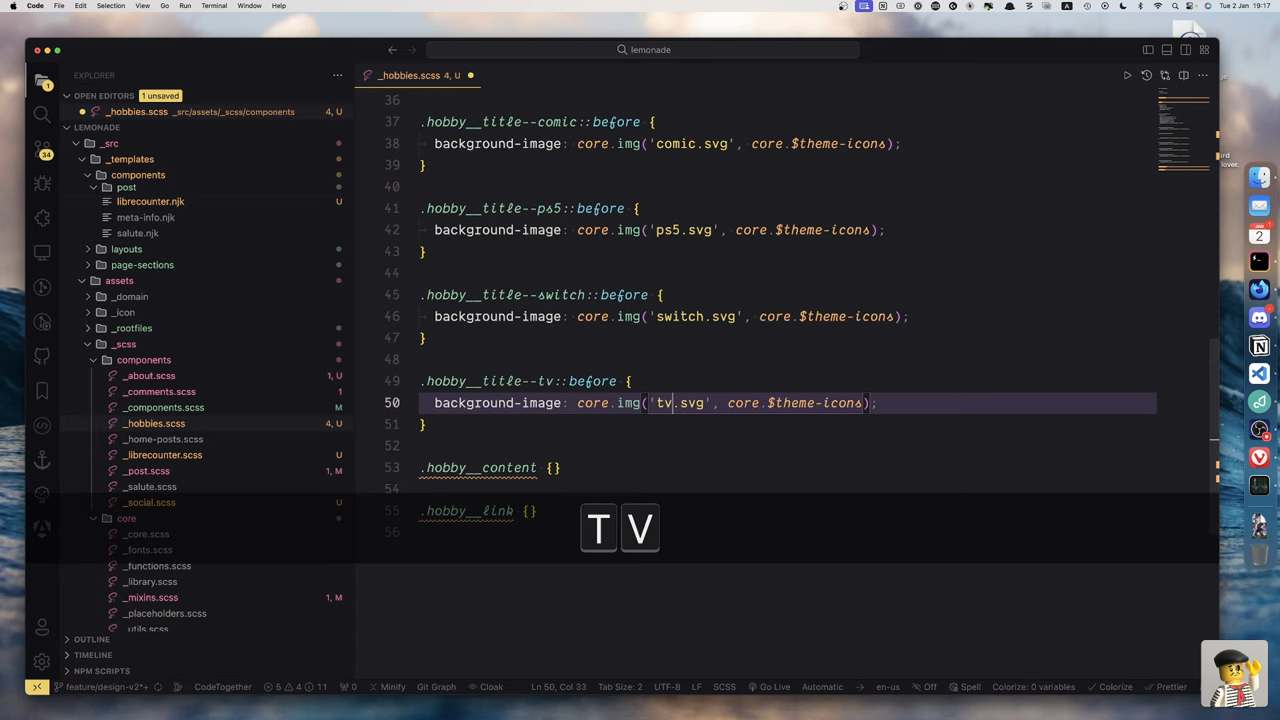 Code File Edit Selection View Go Run Terminal Window Help
Tue 2 Jan 19:17
lemonade
EXPLORER
_hobbies.scss 4, U
OPEN EDITORS 1 unsaved
_hobbies.scss _src/assets/_scss/components 4, U
LEMONADE
_src
_templates
components
post
librecounter.njk U
meta-info.njk
salute.njk
layouts
page-sections
assets
_domain
_icon
_rootfiles
_scss
components
_about.scss 1, U
_comments.scss 1
_components.scss M
_hobbies.scss 4, U
_home-posts.scss
_librecounter.scss U
_post.scss 1, M
_salute.scss
_social.scss U
core
_core.scss
_fonts.scss
_functions.scss
_library.scss
_mixins.scss 1, M
_placeholders.scss
_utils.scss
OUTLINE
TIMELINE
NPM SCRIPTS
1
34
36
37 .hobby__title--comic::before {
38 background-image: core.img('comic.svg', core.$theme-icons);
39 }
40
41 .hobby__title--ps5::before {
42 background-image: core.img('ps5.svg', core.$theme-icons);
43 }
44
45 .hobby__title--switch::before {
46 background-image: core.img('switch.svg', core.$theme-icons);
47 }
48
49 .hobby__title--tv::before {
50 background-image: core.img('tv.svg', core.$theme-icons);
51 }
52
53 .hobby__content {}
54
55 .hobby__link {}
56
T V
lover.
JAN
2
feature/design-v2*+ CodeTogether 5 4 11 0 Minify Git Graph Cloak Ln 50, Col 33 Tab Size: 2 UTF-8 LF SCSS Go Live Automatic en-us Off Spell Colorize: 0 variables Colorize Prettier